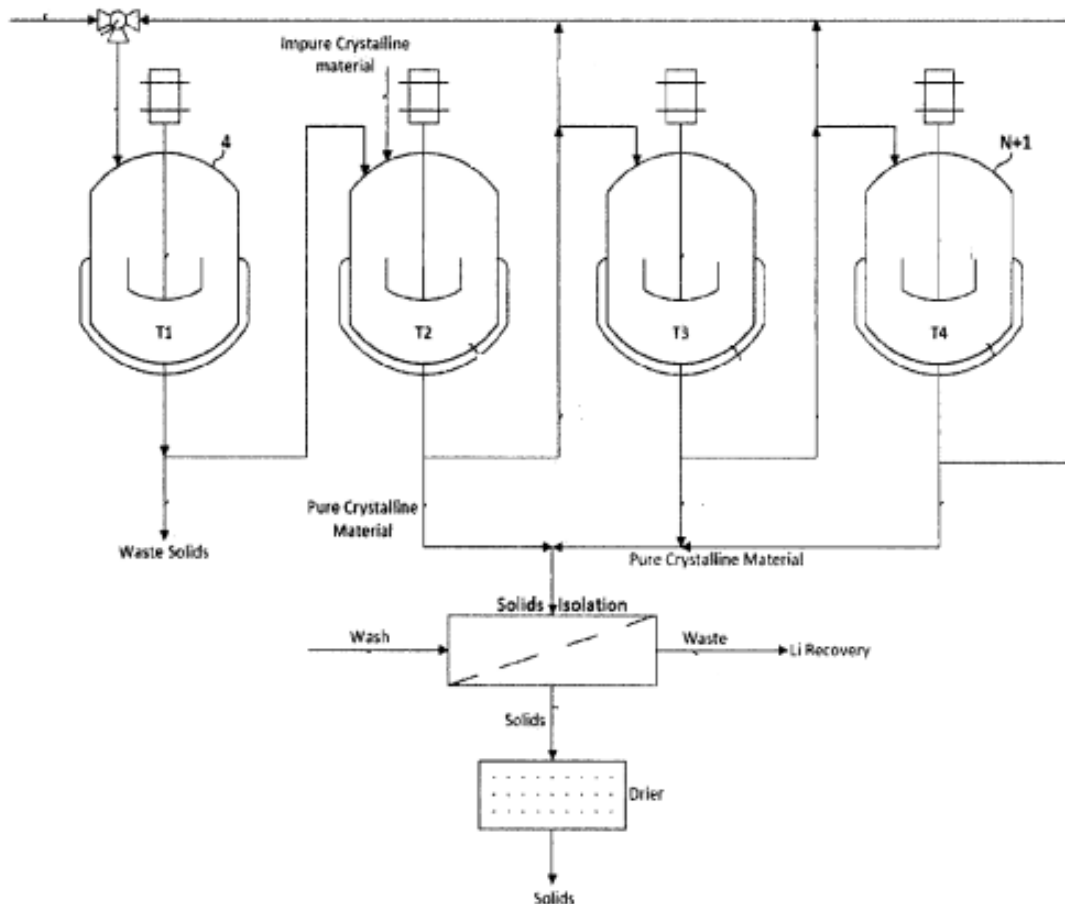 Impure Crystalline
material
4
N+1
T1
T2
T3
T4
Pure Crystalline
Material
Waste Solids
Pure Crystalline Material
Solids Isolation
Wash
Waste
Li Recovery
Solids
Drier
Solids